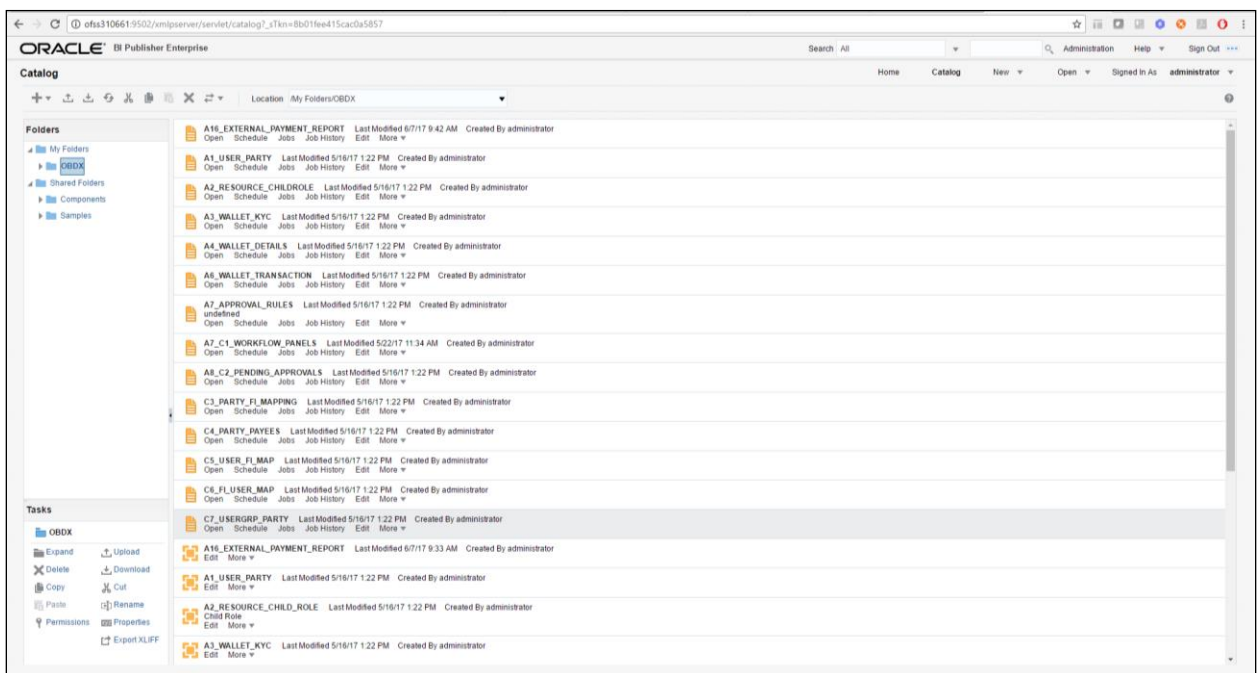 ofss310661:9502/xmlpserver/servlet/catalog?_sTkn=8b01fee415cac0a5857
ORACLE BI Publisher Enterprise Search All Administration Help Sign Out
Catalog Home Catalog New Open Signed In As administrator
Location /My Folders/OBDX
Folders
My Folders
OBDX
Shared Folders
Components
Samples
A16_EXTERNAL_PAYMENT_REPORT Last Modified 6/7/17 9:42 AM Created By administrator
Open Schedule Jobs Job History Edit More
A1_USER_PARTY Last Modified 5/16/17 1:22 PM Created By administrator
Open Schedule Jobs Job History Edit More
A2_RESOURCE_CHILDROLE Last Modified 5/16/17 1:22 PM Created By administrator
Open Schedule Jobs Job History Edit More
A3_WALLET_KYC Last Modified 5/16/17 1:22 PM Created By administrator
Open Schedule Jobs Job History Edit More
A4_WALLET_DETAILS Last Modified 5/16/17 1:22 PM Created By administrator
Open Schedule Jobs Job History Edit More
A6_WALLET_TRANSACTION Last Modified 5/16/17 1:22 PM Created By administrator
Open Schedule Jobs Job History Edit More
A7_APPROVAL_RULES Last Modified 5/16/17 1:22 PM Created By administrator
undefined
Open Schedule Jobs Job History Edit More
A7_C1_WORKFLOW_PANELS Last Modified 5/22/17 11:34 AM Created By administrator
Open Schedule Jobs Job History Edit More
A8_C2_PENDING_APPROVALS Last Modified 5/16/17 1:22 PM Created By administrator
Open Schedule Jobs Job History Edit More
C3_PARTY_FI_MAPPING Last Modified 5/16/17 1:22 PM Created By administrator
Open Schedule Jobs Job History Edit More
C4_PARTY_PAYEES Last Modified 5/16/17 1:22 PM Created By administrator
Open Schedule Jobs Job History Edit More
C5_USER_FI_MAP Last Modified 5/16/17 1:22 PM Created By administrator
Open Schedule Jobs Job History Edit More
C6_FI_USER_MAP Last Modified 5/16/17 1:22 PM Created By administrator
Open Schedule Jobs Job History Edit More
C7_USERGRP_PARTY Last Modified 5/16/17 1:22 PM Created By administrator
Open Schedule Jobs Job History Edit More
A16_EXTERNAL_PAYMENT_REPORT Last Modified 6/7/17 9:33 AM Created By administrator
Edit More
A1_USER_PARTY Last Modified 5/16/17 1:22 PM Created By administrator
Edit More
A2_RESOURCE_CHILD_ROLE Last Modified 5/16/17 1:22 PM Created By administrator
Child Role
Edit More
A3_WALLET_KYC Last Modified 5/16/17 1:22 PM Created By administrator
Edit More
Tasks
OBDX
Expand Upload
Delete Download
Copy Cut
Paste Rename
Permissions Properties
Export XLIFF